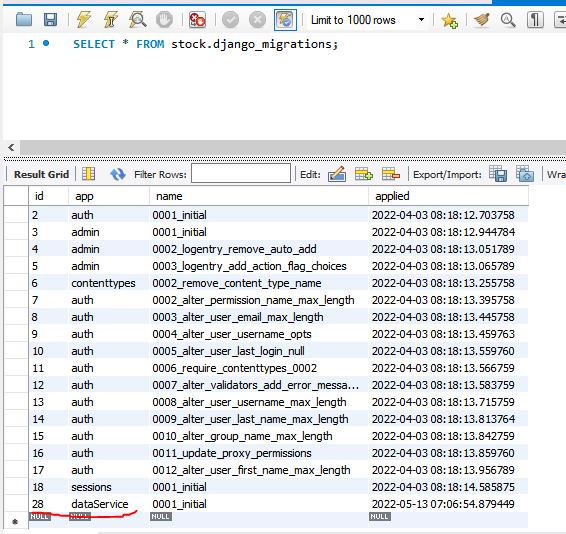 Limit to 1000 rows
1 SELECT * FROM stock.django_migrations;
Result Grid Filter Rows: Edit: Export/Import: Wra
id app name applied
2 auth 0001_initial 2022-04-03 08:18:12.703758
3 admin 0001_initial 2022-04-03 08:18:12.944784
4 admin 0002_logentry_remove_auto_add 2022-04-03 08:18:13.051789
5 admin 0003_logentry_add_action_flag_choices 2022-04-03 08:18:13.065789
6 contenttypes 0002_remove_content_type_name 2022-04-03 08:18:13.255758
7 auth 0002_alter_permission_name_max_length 2022-04-03 08:18:13.395758
8 auth 0003_alter_user_email_max_length 2022-04-03 08:18:13.445758
9 auth 0004_alter_user_username_opts 2022-04-03 08:18:13.459763
10 auth 0005_alter_user_last_login_null 2022-04-03 08:18:13.559760
11 auth 0006_require_contenttypes_0002 2022-04-03 08:18:13.566759
12 auth 0007_alter_validators_add_error_messa... 2022-04-03 08:18:13.583759
13 auth 0008_alter_user_username_max_length 2022-04-03 08:18:13.715759
14 auth 0009_alter_user_last_name_max_length 2022-04-03 08:18:13.813764
15 auth 0010_alter_group_name_max_length 2022-04-03 08:18:13.842759
16 auth 0011_update_proxy_permissions 2022-04-03 08:18:13.859760
17 auth 0012_alter_user_first_name_max_length 2022-04-03 08:18:13.956789
18 sessions 0001_initial 2022-04-03 08:18:14.585875
28 dataService 0001_initial 2022-05-13 07:06:54.879449
NULL NULL NULL NULL